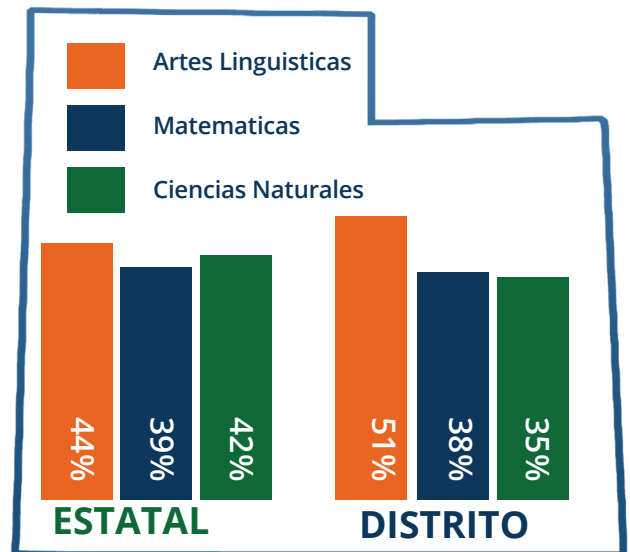 Artes Linguisticas
Matematicas
Ciencias Naturales
44%
39%
42%
51%
38%
35%
ESTATAL
DISTRITO